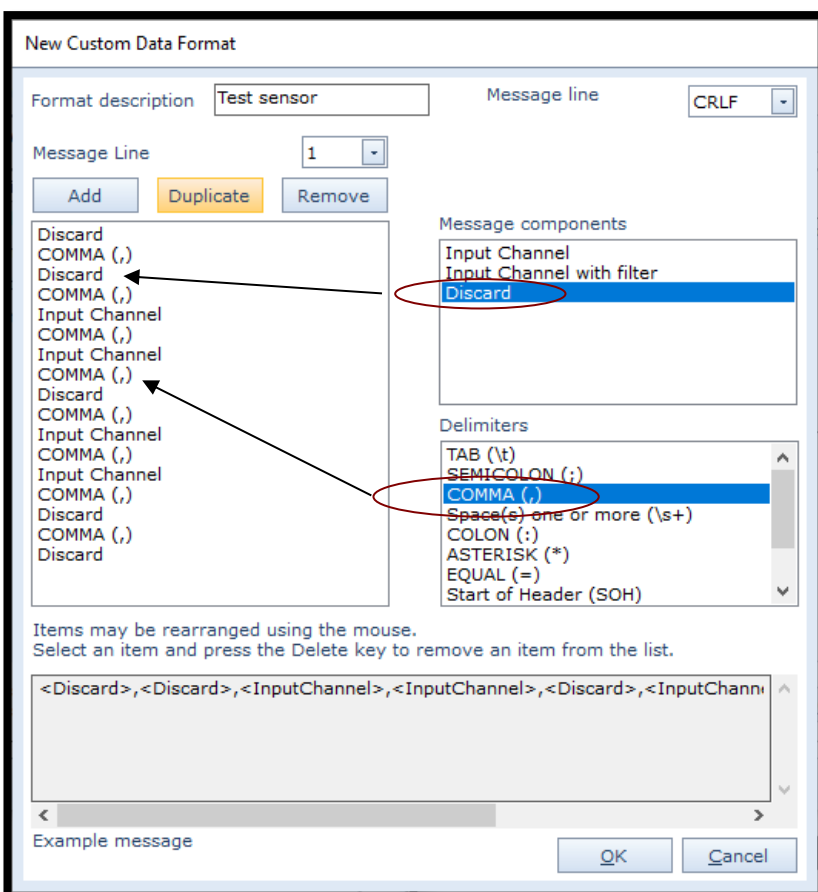 New Custom Data Format
Format description Test sensor Message line CRLF
Message Line 1
Add Duplicate Remove
Discard
COMMA (,)
Discard
COMMA (,)
Input Channel
COMMA (,)
Input Channel
COMMA (,)
Discard
COMMA (,)
Input Channel
COMMA (,)
Input Channel
COMMA (,)
Discard
COMMA (,)
Discard
Message components
Input Channel
Input Channel with filter
Discard
Delimiters
TAB (\t)
SEMICOLON (;)
COMMA (,)
Space(s) one or more (\s+)
COLON (:)
ASTERISK (*)
EQUAL (=)
Start of Header (SOH)
Items may be rearranged using the mouse.
Select an item and press the Delete key to remove an item from the list.
<Discard>,<Discard>,<InputChannel>,<InputChannel>,<Discard>,<InputChann
Example message
OK Cancel